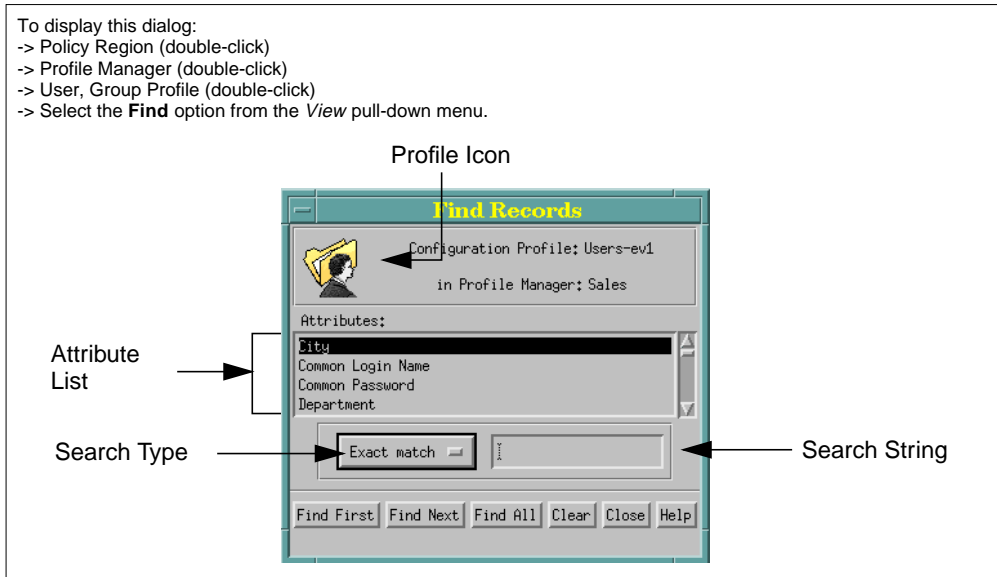 To display this dialog:
-> Policy Region (double-click)
-> Profile Manager (double-click)
-> User, Group Profile (double-click)
-> Select the Find option from the View pull-down menu.
Profile Icon
Find Records
Configuration Profile: Users-ev1
in Profile Manager: Sales
Attributes:
City
Common Login Name
Common Password
Department
Attribute
List
Search Type
Exact match
Search String
Find First Find Next Find All Clear Close Help